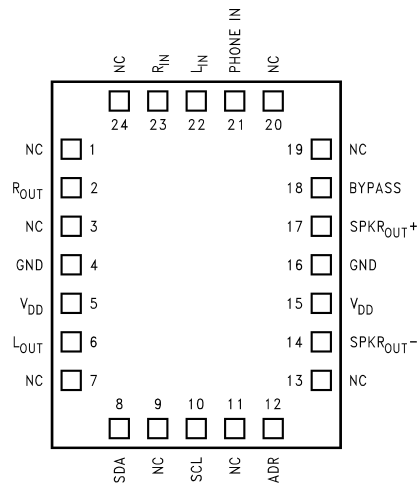 NC R_IN L_IN PHONE IN NC
24 23 22 21 20
NC 1 19 NC
R_OUT 2 18 BYPASS
NC 3 17 SPKR_OUT+
GND 4 16 GND
V_DD 5 15 V_DD
L_OUT 6 14 SPKR_OUT-
NC 7 13 NC
8 9 10 11 12
SDA NC SCL NC ADR